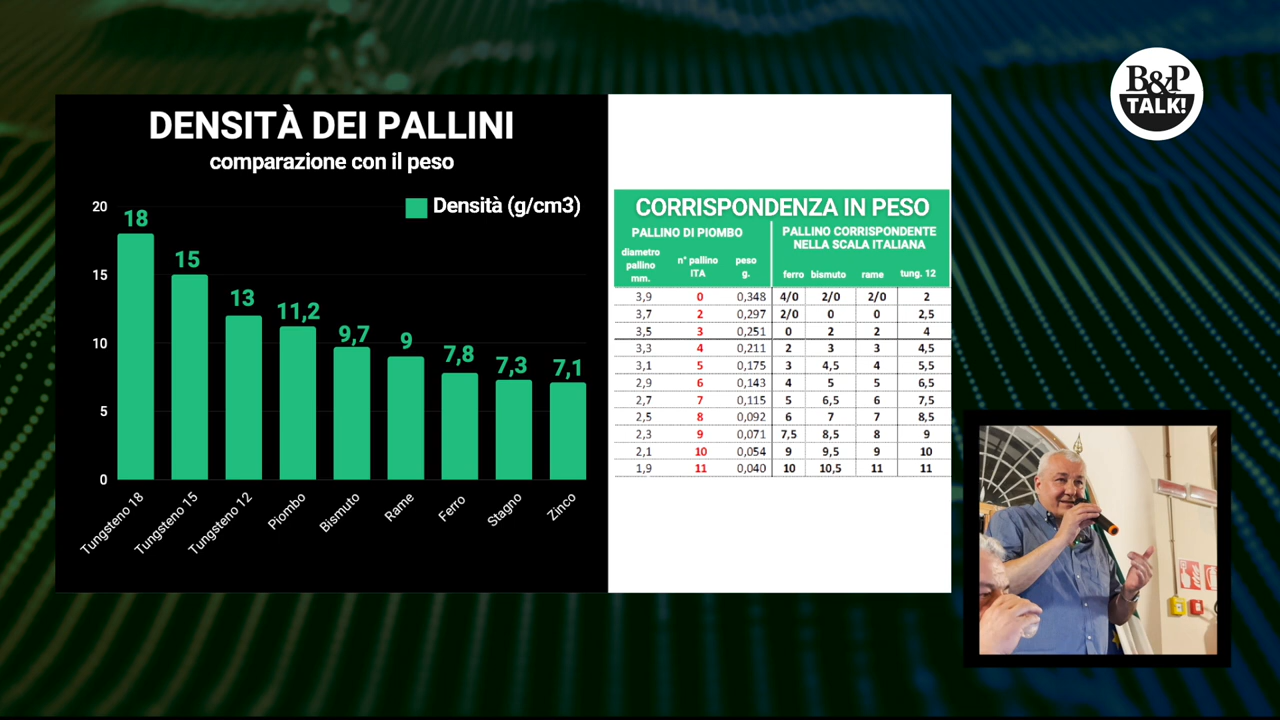 B&P
TALK!
DENSITÀ DEI PALLINI
comparazione con il peso
Densità (g/cm3)
20
15
10
5
0
18
15
13
11,2
9,7
9
7,8
7,3
7,1
Tungsteno 18
Tungsteno 15
Tungsteno 12
Piombo
Bismuto
Rame
Ferro
Stagno
Zinco
CORRISPONDENZA IN PESO
PALLINO DI PIOMBO
PALLINO CORRISPONDENTE
NELLA SCALA ITALIANA
diametro
pallino
mm.
n° pallino
ITA
peso
g.
ferro bismuto rame tung. 12
3,9 0 0,348 4/0 2/0 2/0 2
3,7 2 0,297 2/0 0 0 2,5
3,5 3 0,251 0 2 2 4
3,3 4 0,211 2 3 3 4,5
3,1 5 0,175 3 4,5 4 5,5
2,9 6 0,143 4 5 5 6,5
2,7 7 0,115 5 6,5 6 7,5
2,5 8 0,092 6 7 7 8,5
2,3 9 0,071 7,5 8,5 8 9
2,1 10 0,054 9 9,5 9 10
1,9 11 0,040 10 10,5 11 11